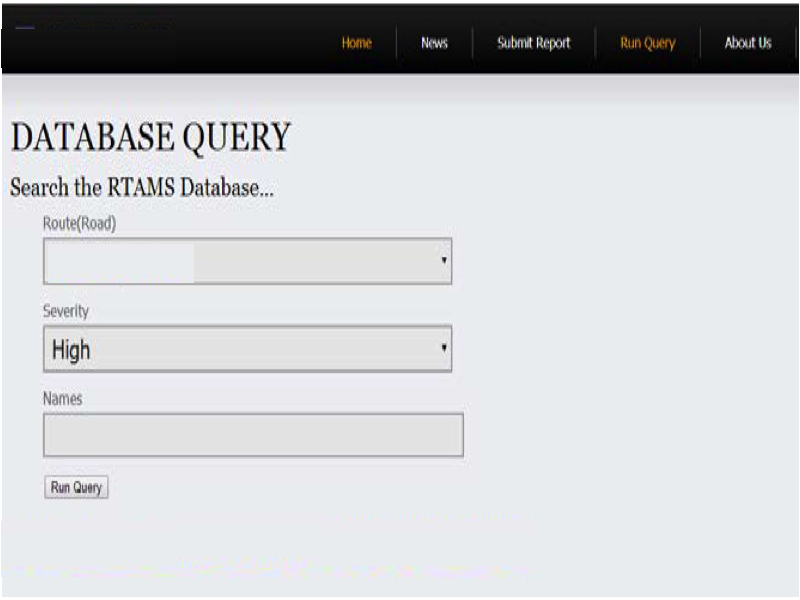 Home News Submit Report Run Query About Us
DATABASE QUERY
Search the RTAMS Database...
Route(Road)
Severity
High
Names
Run Query